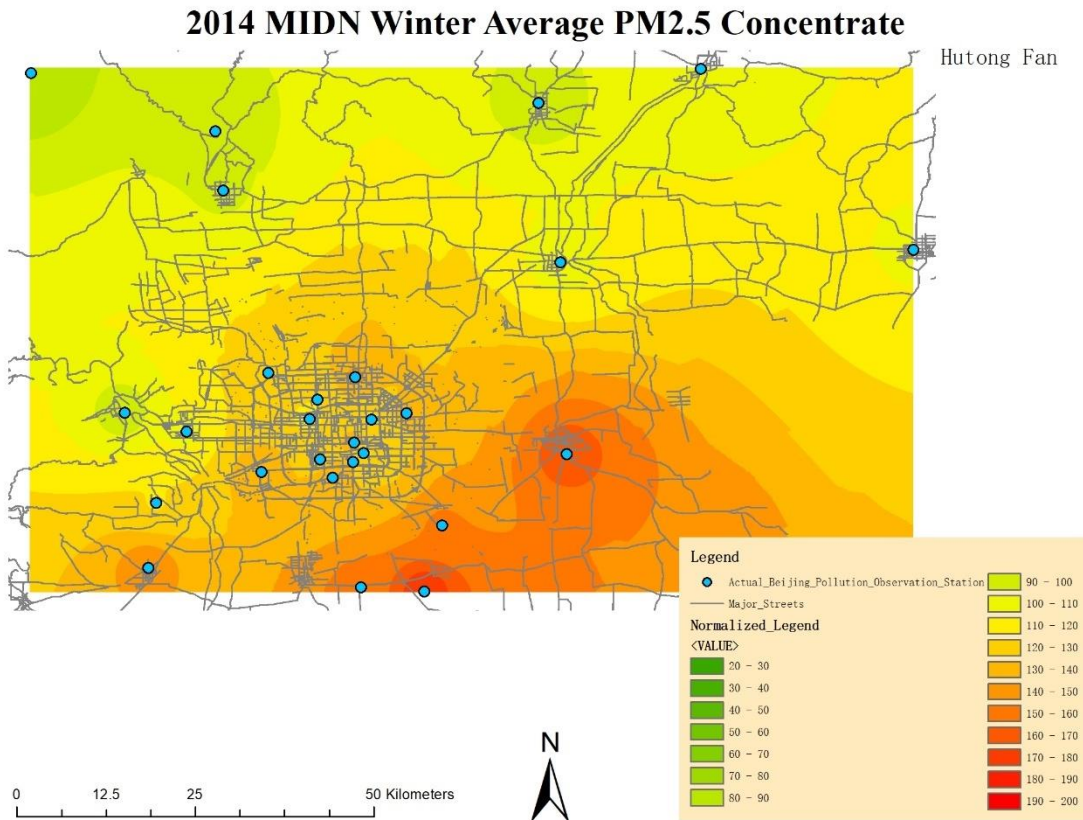 2014 MIDN Winter Average PM2.5 Concentrate
Hutong Fan
Legend
Actual_Beijing_Pollution_Observation_Station
Major_Streets
Normalized_Legend
<VALUE>
20 - 30
30 - 40
40 - 50
50 - 60
60 - 70
70 - 80
80 - 90
90 - 100
100 - 110
110 - 120
120 - 130
130 - 140
140 - 150
150 - 160
160 - 170
170 - 180
180 - 190
190 - 200
N
0 12.5 25 50 Kilometers